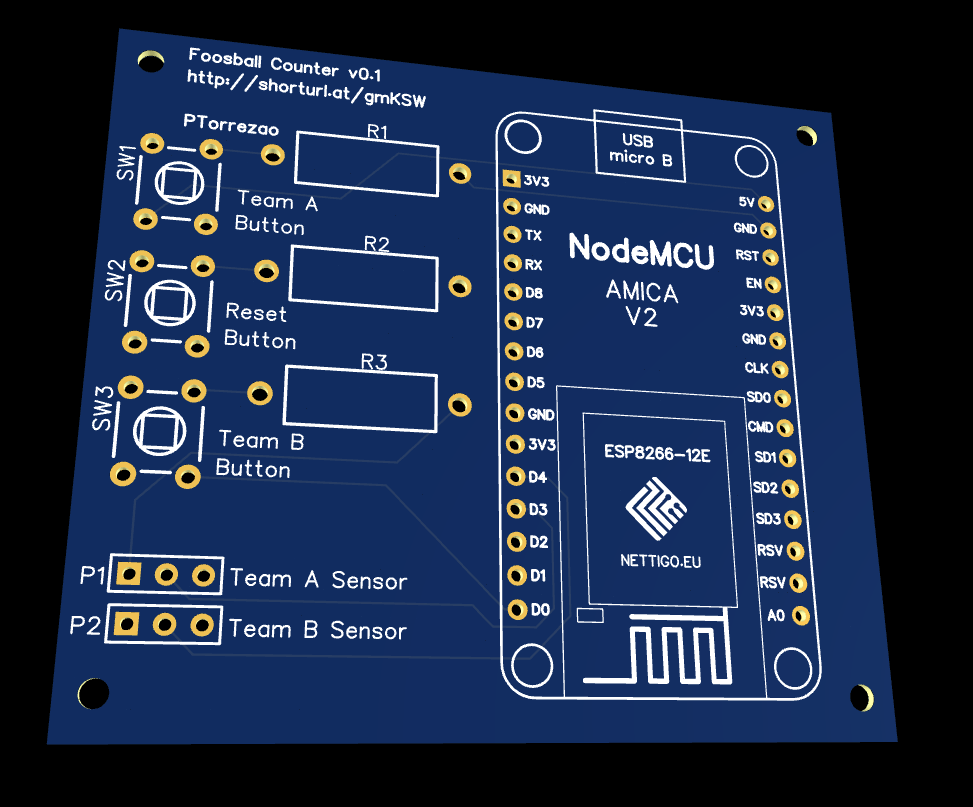 Foosball Counter v0.1
http://shorturl.at/gmKSW
PTorrezao
SW1
R1
Team A
Button
SW2
R2
Reset
Button
SW3
R3
Team B
Button
P1
Team A Sensor
P2
Team B Sensor
USB
micro B
NodeMCU
AMICA
V2
3V3
GND
TX
RX
D8
D7
D6
D5
GND
3V3
D4
D3
D2
D1
D0
5V
GND
RST
EN
3V3
GND
CLK
SD0
CMD
SD1
SD2
SD3
RSV
RSV
A0
ESP8266-12E
NETTIGO.EU